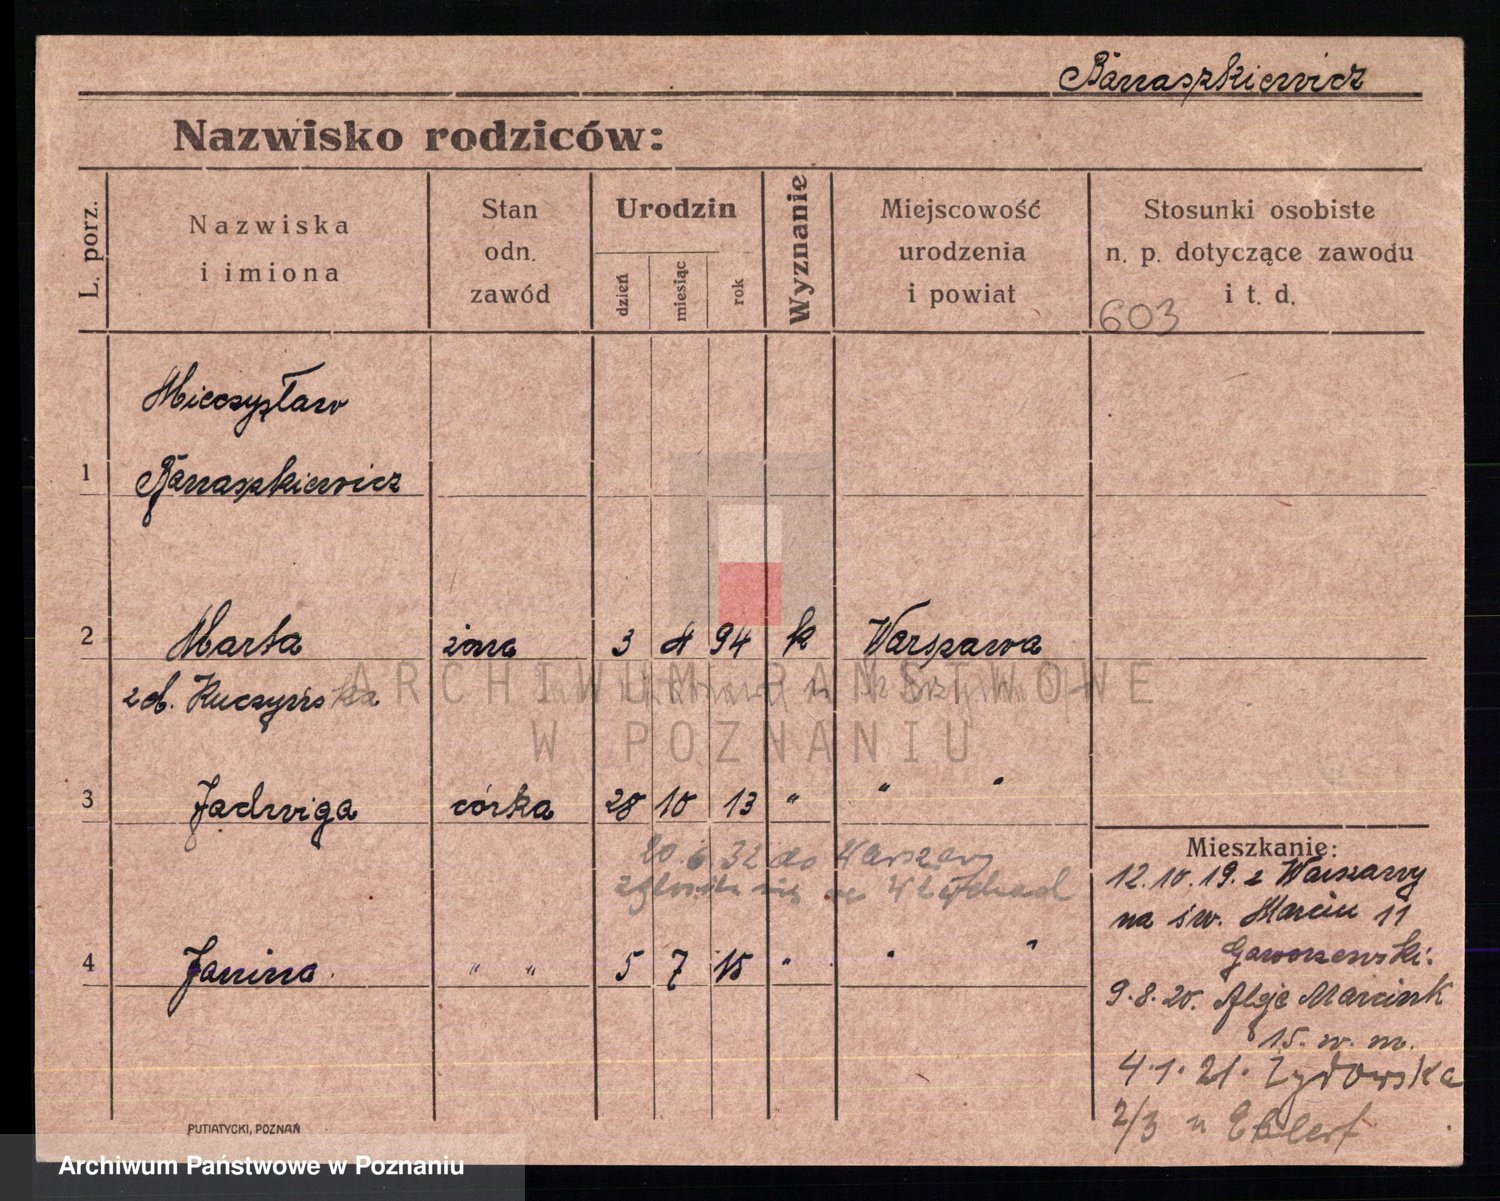 Banaszkiewicz
Nazwisko rodziców:
L. porz.
Nazwiska
i imiona
Stan
odn.
zawód
Urodzin
dzień
miesiąc
rok
Wyznanie
Miejscowość
urodzenia
i powiat
Stosunki osobiste
n. p. dotyczące zawodu
i t. d.
603
Mieczysław
1 Banaszkiewicz
2 Marta żona 3 4 94 k Warszawa
ARCHIWUM PAŃSTWOWE
W POZNANIU
3 Jadwiga córka 28 10 13 " " "
20.6.32 do Warszawy
4 Janina " " 5 7 15 " " "
Mieszkanie:
12.10.19. z Warszawy
na św. Marcin 11
9.8.20. Marcink
15. w. m.
4.1.21. Żydowska
2/3
PUTIATYCKI, POZNAŃ
Archiwum Państwowe w Poznaniu